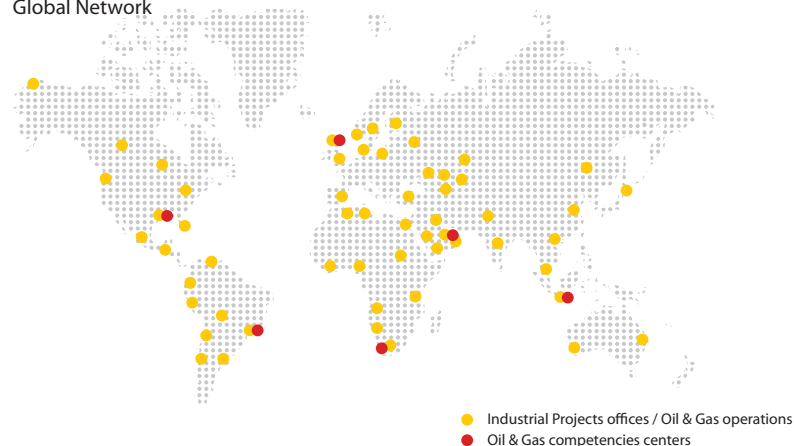 Global Network
Industrial Projects offices / Oil & Gas operations
Oil & Gas competencies centers